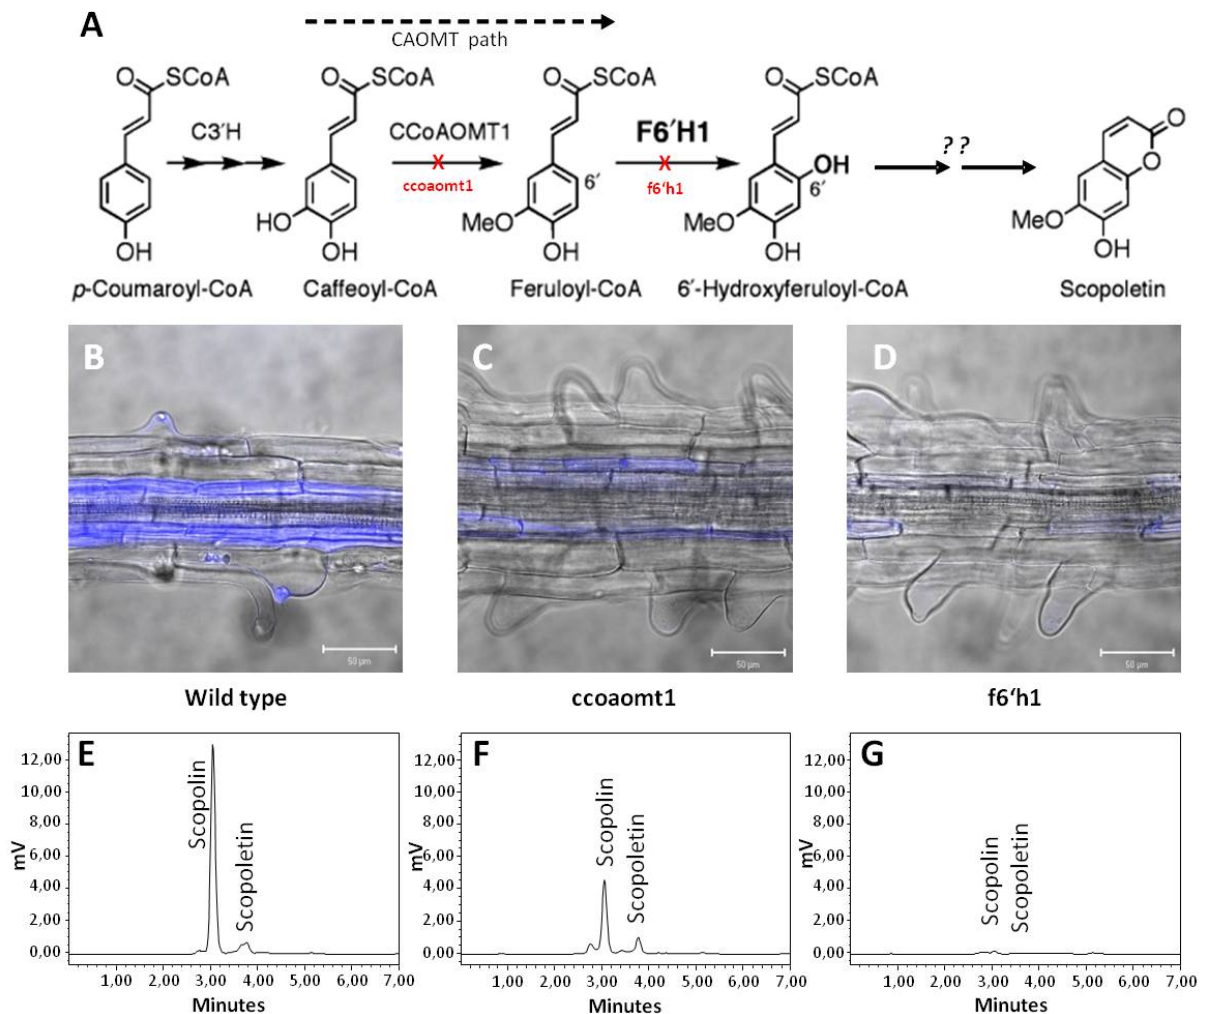 A
CAOMT path
O SCoA
O SCoA
O SCoA
O SCoA
C3′H
CCoAOMT1
F6′H1
? ?
O
O
OH
6′
6′
ccoaomt1
f6‘h1
X
X
HO
MeO
MeO
MeO
OH
OH
OH
OH
OH
p-Coumaroyl-CoA
Caffeoyl-CoA
Feruloyl-CoA
6′-Hydroxyferuloyl-CoA
Scopoletin
B
C
D
50 µm
50 µm
50 µm
Wild type
ccoaomt1
f6‘h1
E
mV
12,00
10,00
8,00
6,00
4,00
2,00
0,00
Scopolin
Scopoletin
1,00 2,00 3,00 4,00 5,00 6,00 7,00
Minutes
F
mV
12,00
10,00
8,00
6,00
4,00
2,00
0,00
Scopolin
Scopoletin
1,00 2,00 3,00 4,00 5,00 6,00 7,00
Minutes
G
mV
12,00
10,00
8,00
6,00
4,00
2,00
0,00
Scopolin
Scopoletin
1,00 2,00 3,00 4,00 5,00 6,00 7,00
Minutes